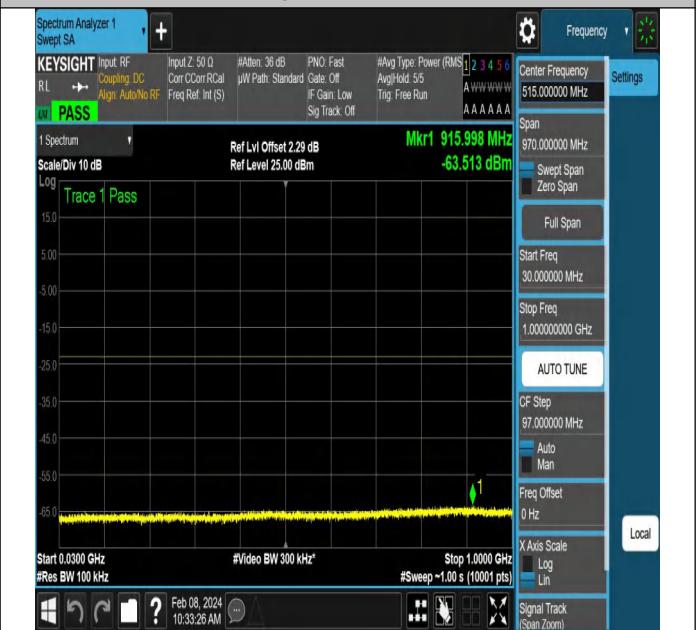 Spectrum Analyzer 1
Swept SA
Frequency
KEYSIGHT
Input: RF
Input Z: 50 Ω
#Atten: 36 dB
PNO: Fast
#Avg Type: Power (RMS
1 2 3 4 5 6
RL
Coupling: DC
Corr CCorr RCal
µW Path: Standard
Gate: Off
Avg|Hold: 5/5
A W W W W W
Align: Auto/No RF
Freq Ref: Int (S)
IF Gain: Low
Trig: Free Run
Sig Track: Off
A A A A A A
PASS
1 Spectrum
Ref Lvl Offset 2.29 dB
Mkr1 915.998 MHz
Scale/Div 10 dB
Ref Level 25.00 dBm
-63.513 dBm
Log
Trace 1 Pass
15.0
5.00
-5.00
-15.0
-25.0
-35.0
-45.0
-55.0
-65.0
1
Start 0.0300 GHz
#Video BW 300 kHz*
Stop 1.0000 GHz
#Res BW 100 kHz
#Sweep ~1.00 s (10001 pts)
Feb 08, 2024
10:33:26 AM
Center Frequency
515.000000 MHz
Settings
Span
970.000000 MHz
Swept Span
Zero Span
Full Span
Start Freq
30.000000 MHz
Stop Freq
1.000000000 GHz
AUTO TUNE
CF Step
97.000000 MHz
Auto
Man
Freq Offset
0 Hz
Local
X Axis Scale
Log
Lin
Signal Track
(Span Zoom)